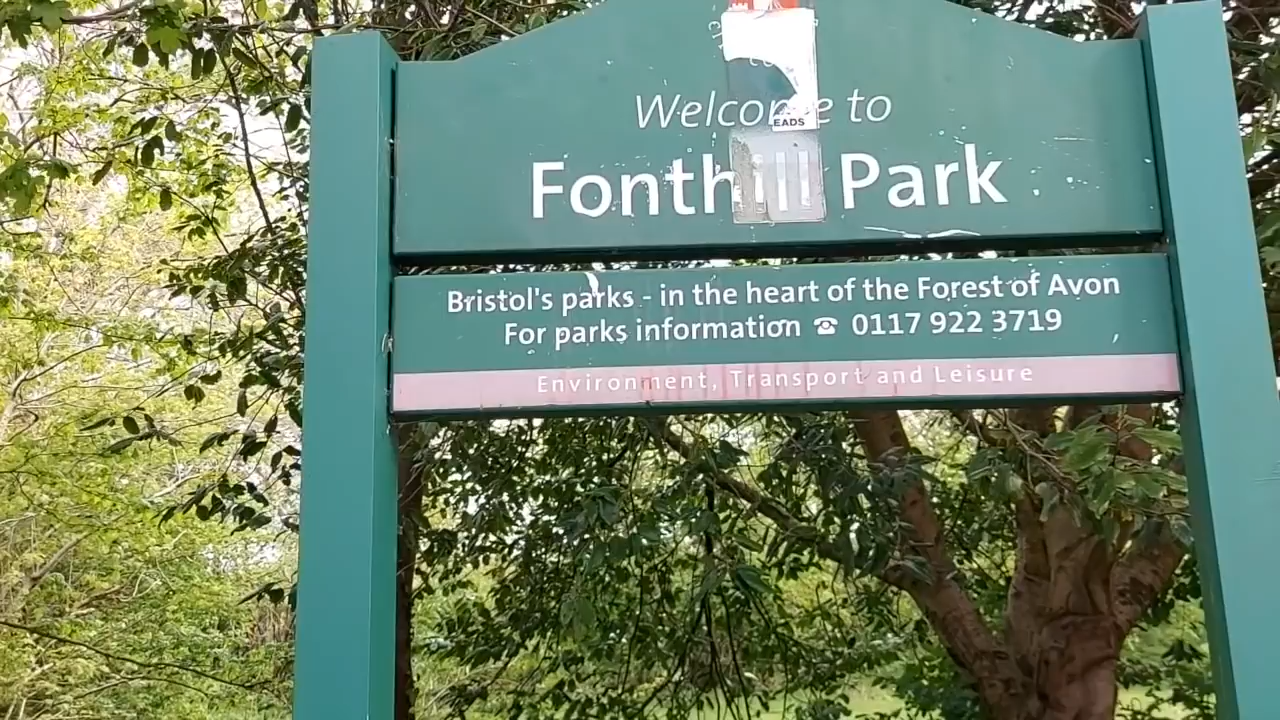 Welcome to
EADS
Fonthill Park
Bristol's parks - in the heart of the Forest of Avon
For parks information ☎ 0117 922 3719
Environment, Transport and Leisure